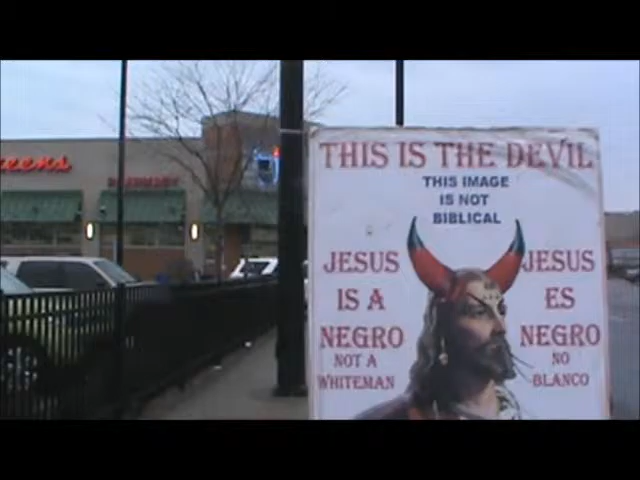 eens
PHARMACY
THIS IS THE DEVIL
THIS IMAGE
IS NOT
BIBLICAL
JESUS
IS A
NEGRO
NOT A
WHITEMAN
JESUS
ES
NEGRO
NO
BLANCO